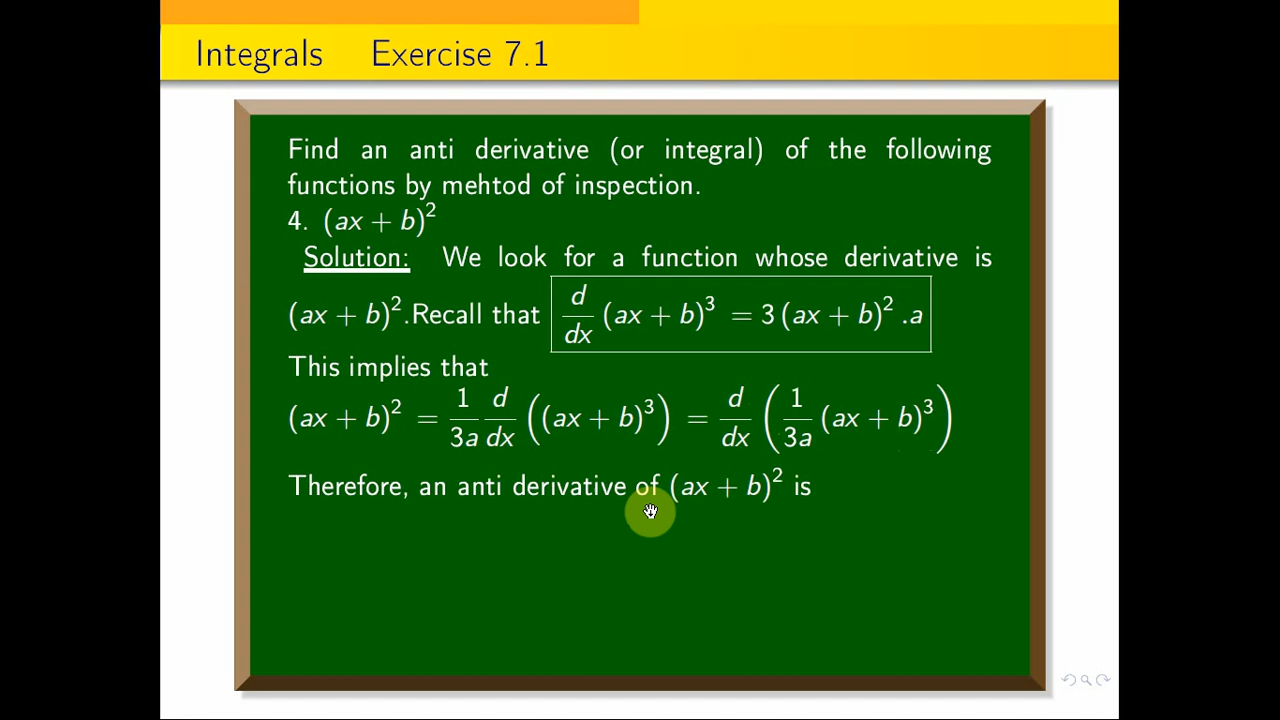 Integrals Exercise 7.1
Find an anti derivative (or integral) of the following
functions by mehtod of inspection.
4. (ax + b)²
Solution: We look for a function whose derivative is
(ax + b)².Recall that d/dx (ax + b)³ = 3 (ax + b)² .a
This implies that
(ax + b)² = 1/3a d/dx ((ax + b)³) = d/dx (1/3a (ax + b)³)
Therefore, an anti derivative of (ax + b)² is